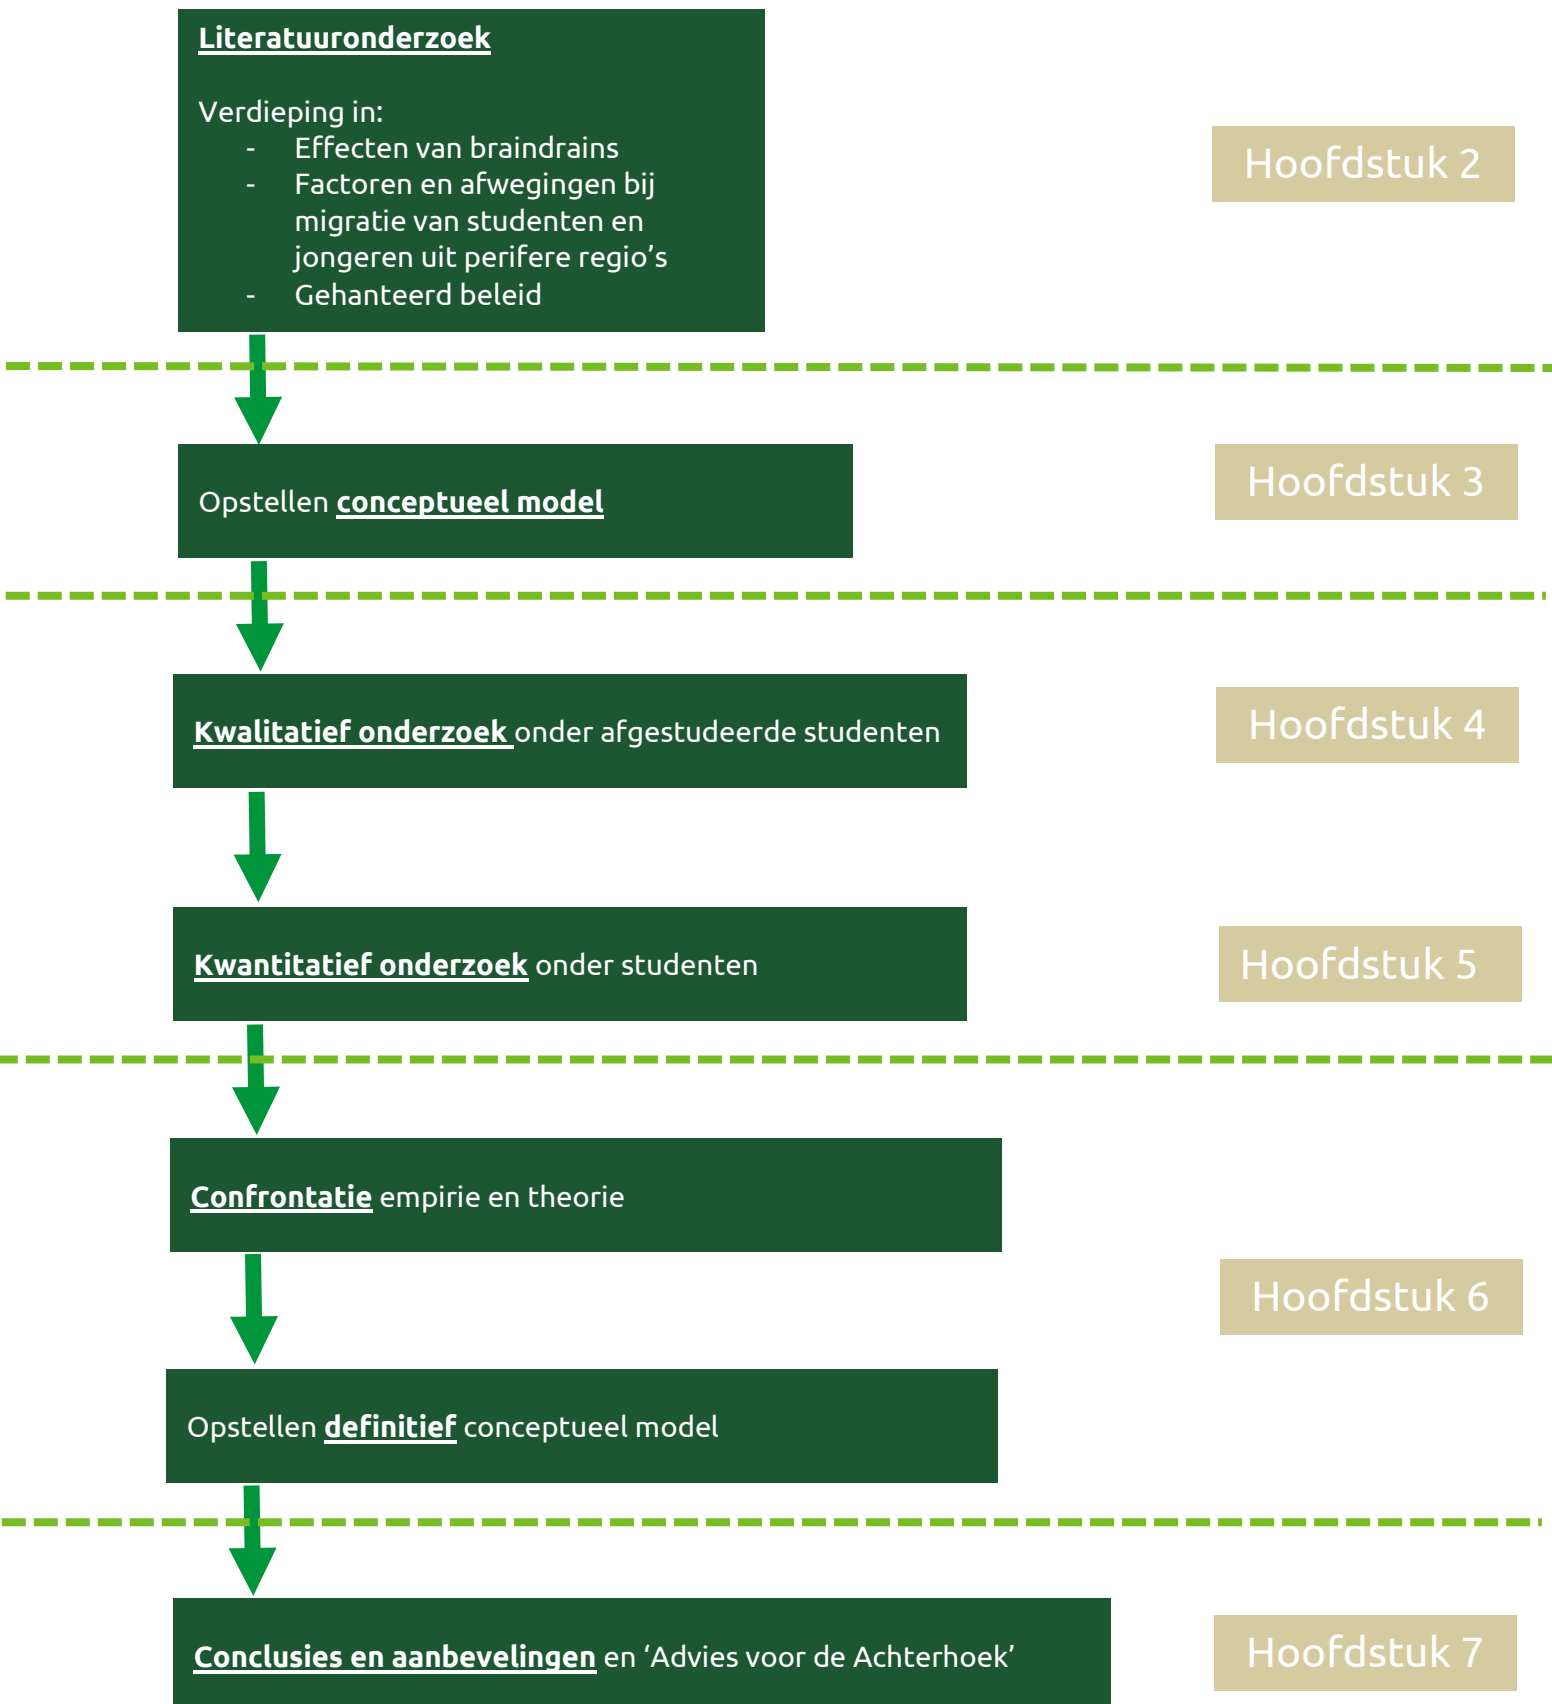 Literatuuronderzoek
Verdieping in:
- Effecten van braindrains
- Factoren en afwegingen bij
migratie van studenten en
jongeren uit perifere regio’s
- Gehanteerd beleid
Hoofdstuk 2
Opstellen conceptueel model
Hoofdstuk 3
Kwalitatief onderzoek onder afgestudeerde studenten
Hoofdstuk 4
Kwantitatief onderzoek onder studenten
Hoofdstuk 5
Confrontatie empirie en theorie
Hoofdstuk 6
Opstellen definitief conceptueel model
Conclusies en aanbevelingen en ‘Advies voor de Achterhoek’
Hoofdstuk 7